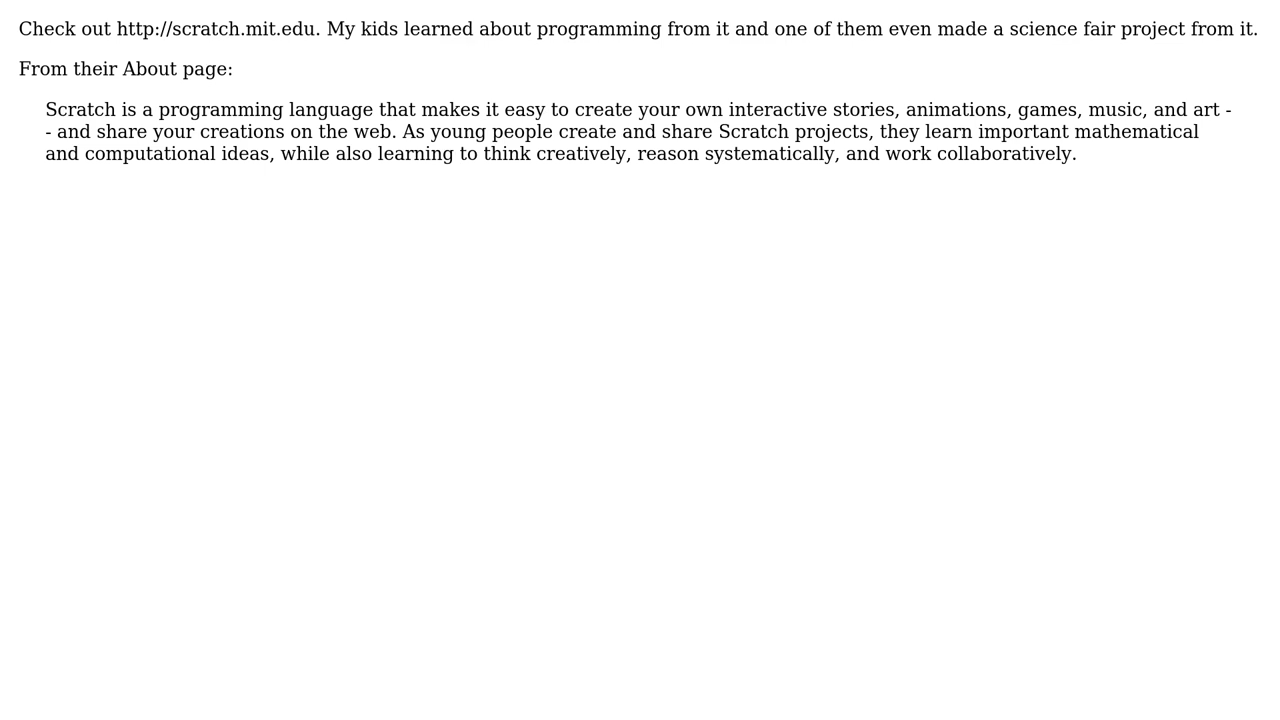 Check out http://scratch.mit.edu. My kids learned about programming from it and one of them even made a science fair project from it.
From their About page:
Scratch is a programming language that makes it easy to create your own interactive stories, animations, games, music, and art -
- and share your creations on the web. As young people create and share Scratch projects, they learn important mathematical
and computational ideas, while also learning to think creatively, reason systematically, and work collaboratively.